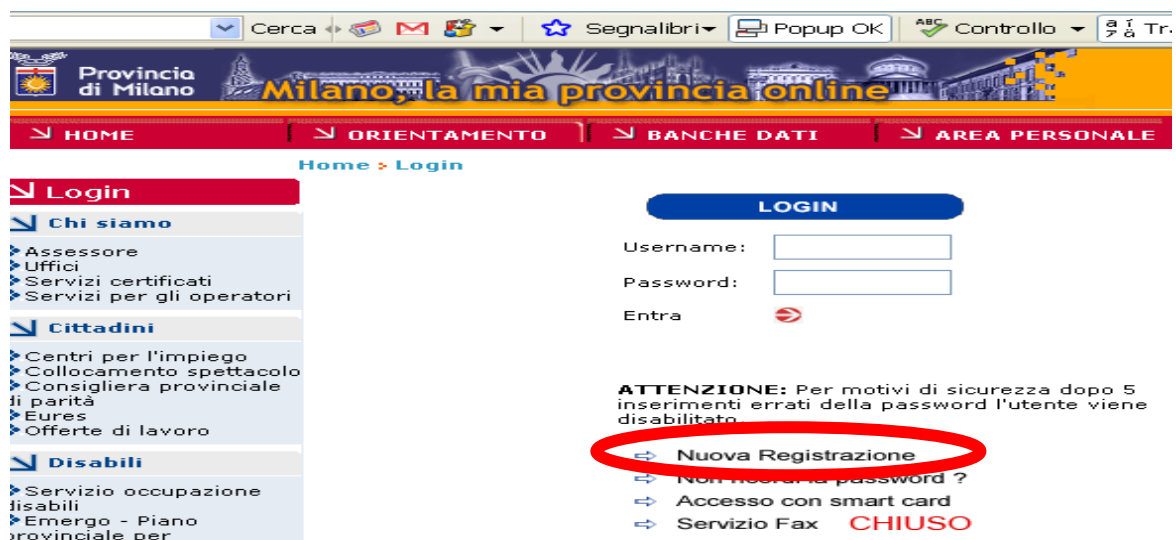 Cerca Segnalibri Popup OK ABC Controllo
Provincia
di Milano
Milano, la mia provincia online
HOME ORIENTAMENTO BANCHE DATI AREA PERSONALE
Home > Login
Login
Chi siamo
Assessore
Uffici
Servizi certificati
Servizi per gli operatori
Cittadini
Centri per l'impiego
Collocamento spettacolo
Consigliera provinciale
di parità
Eures
Offerte di lavoro
Disabili
Servizio occupazione
disabili
Emergo - Piano
provinciale per
LOGIN
Username:
Password:
Entra
ATTENZIONE: Per motivi di sicurezza dopo 5
inserimenti errati della password l'utente viene
disabilitato.
Nuova Registrazione
Non ricordi la password ?
Accesso con smart card
Servizio Fax CHIUSO